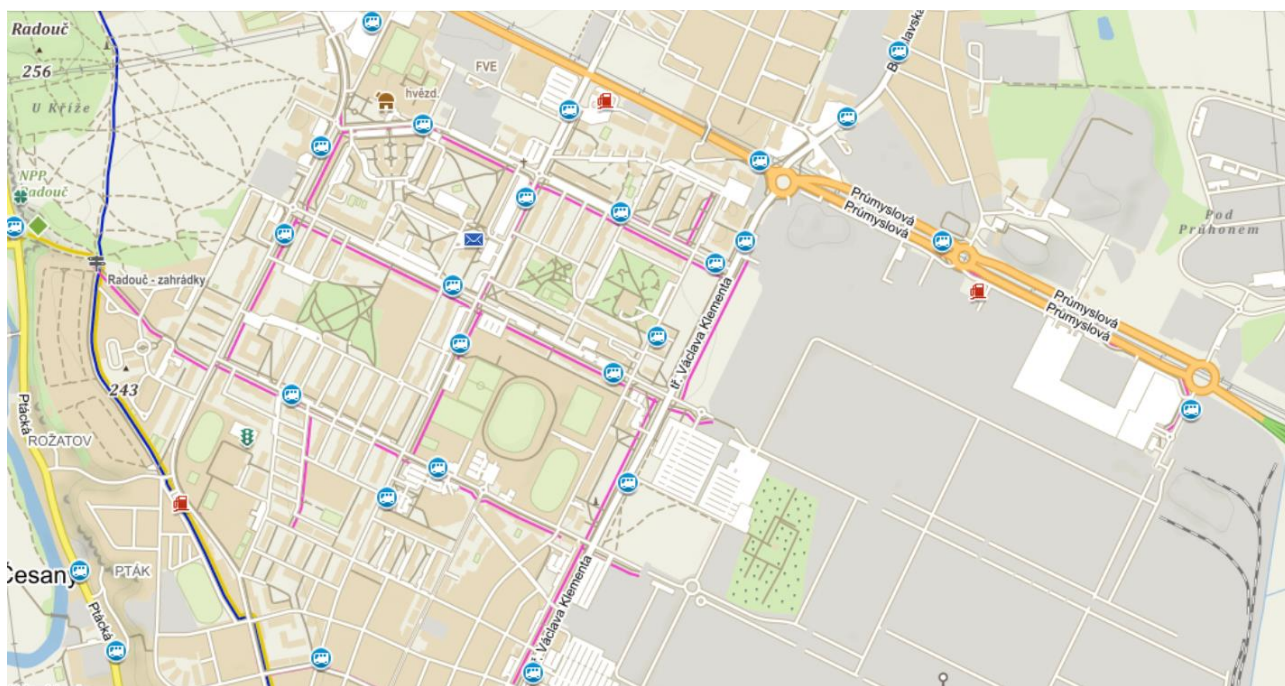 Radouč
256
U Kříže
NPP
Radouč
hvězd.
FVE
Průmyslová
Průmyslová
Pod
Průhonem
Radouč - zahrádky
tř. Václava Klementa
Průmyslová
Průmyslová
243
Ptácká
ROŽATOV
PTÁK
Česany
Ptácká
tř. Václava Klementa